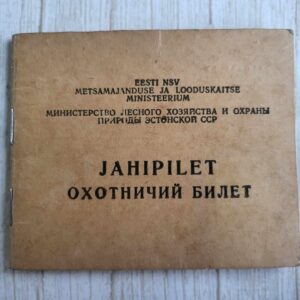 EESTI NSV
METSAMAJANDUSE JA LOODUSKAITSE
MINISTEERIUM
МИНИСТЕРСТВО ЛЕСНОГО ХОЗЯЙСТВА И ОХРАНЫ
ПРИРОДЫ ЭСТОНСКОЙ ССР
JAHIPILET
ОХОТНИЧИЙ БИЛЕТ